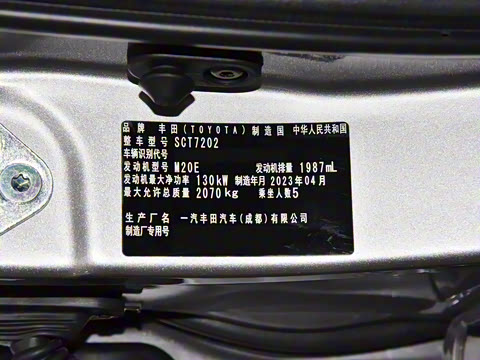 品牌 丰田(TOYOTA) 制造国 中华人民共和国
整车型号 SCT7202
车辆识别代号
发动机型号 M20E 发动机排量 1987mL
发动机最大净功率 130kW 制造年月 2023年04月
最大允许总质量 2070kg 乘坐人数 5
生产厂名 一汽丰田汽车(成都)有限公司
制造厂专用号